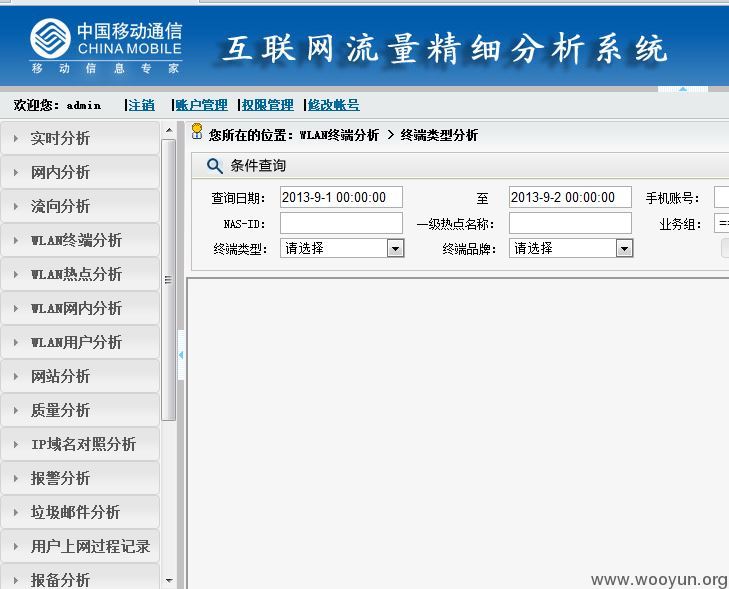 中国移动通信
CHINA MOBILE
移 动 信 息 专 家
互联网流量精细分析系统
欢迎您：admin |注销 |账户管理 |权限管理 |修改帐号
实时分析
网内分析
流向分析
WLAN终端分析
WLAN热点分析
WLAN网内分析
WLAN用户分析
网站分析
质量分析
IP域名对照分析
报警分析
垃圾邮件分析
用户上网过程记录
报备分析
您所在的位置：WLAN终端分析 > 终端类型分析
条件查询
查询日期： 2013-9-1 00:00:00 至 2013-9-2 00:00:00 手机账号：
NAS-ID： 一级热点名称： 业务组： =
终端类型： 请选择 终端品牌： 请选择
www.wooyun.org